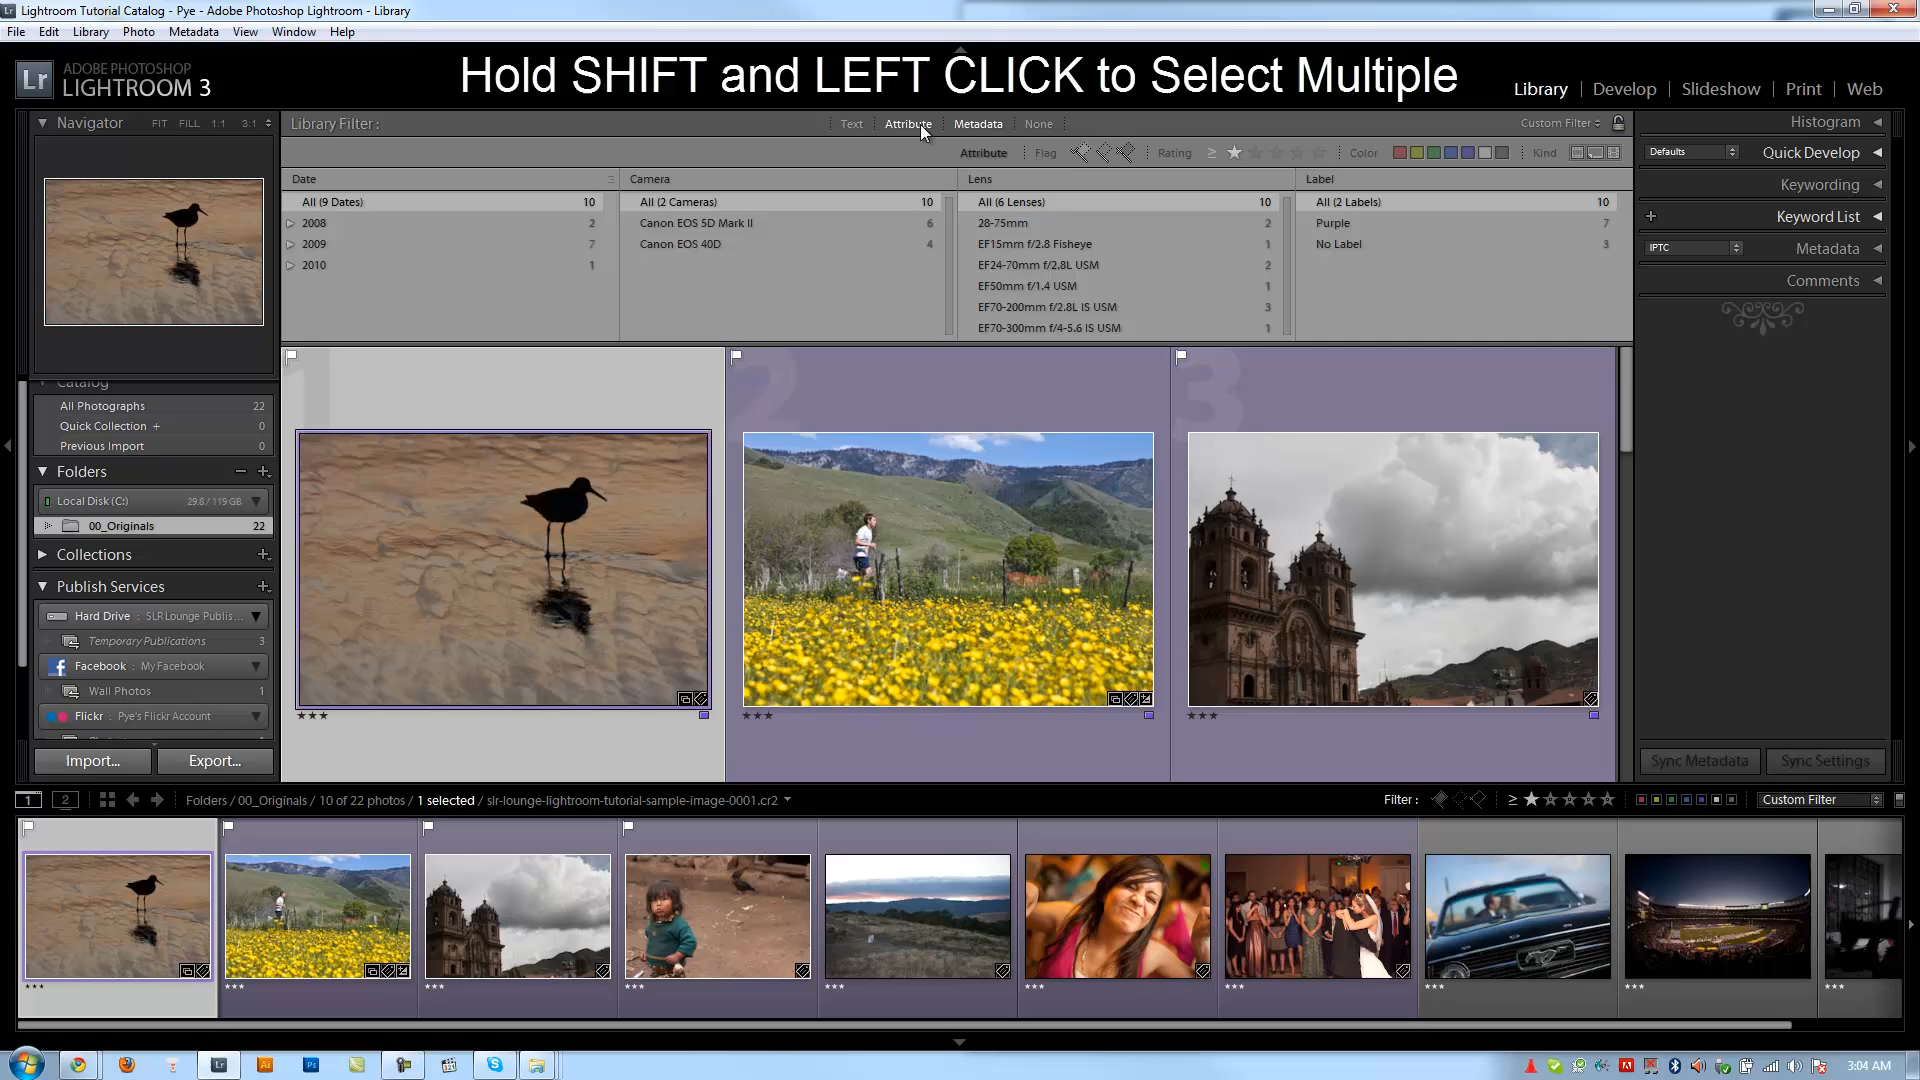 Lightroom Tutorial Catalog - Pye - Adobe Photoshop Lightroom - Library
File Edit Library Photo Metadata View Window Help
Hold SHIFT and LEFT CLICK to Select Multiple
Lr ADOBE PHOTOSHOP LIGHTROOM 3
Library | Develop | Slideshow | Print | Web
Navigator FIT FILL 1:1 3:1
Library Filter : Text Attribute Metadata None Custom Filter
Histogram
Attribute Flag Rating ≥ Color Kind
Defaults Quick Develop
Date Camera Lens Label
Keywording
All (9 Dates) 10 All (2 Cameras) 10 All (6 Lenses) 10 All (2 Labels) 10
2008 2 Canon EOS 5D Mark II 6 28-75mm 2 Purple 7
+ Keyword List
2009 7 Canon EOS 40D 4 EF15mm f/2.8 Fisheye 1 No Label 3
IPTC Metadata
2010 1 EF24-70mm f/2.8L USM 2
Comments
EF50mm f/1.4 USM 1
EF70-200mm f/2.8L IS USM 3
EF70-300mm f/4-5.6 IS USM 1
1 2 3
Catalog
All Photographs 22
Quick Collection + 0
Previous Import 0
Folders
Local Disk (C:) 29.8 / 119 GB
00_Originals 22
Collections
Publish Services
Hard Drive : SLR Lounge Publis...
Temporary Publications 3
Facebook : My Facebook
Wall Photos 1
Flickr : Pye's Flickr Account
★★★ ★★★ ★★★
Import... Export...
Sync Metadata Sync Settings
1 2 Folders / 00_Originals / 10 of 22 photos / 1 selected / slr-lounge-lightroom-tutorial-sample-image-0001.cr2 Filter : ≥ Custom Filter
3:04 AM